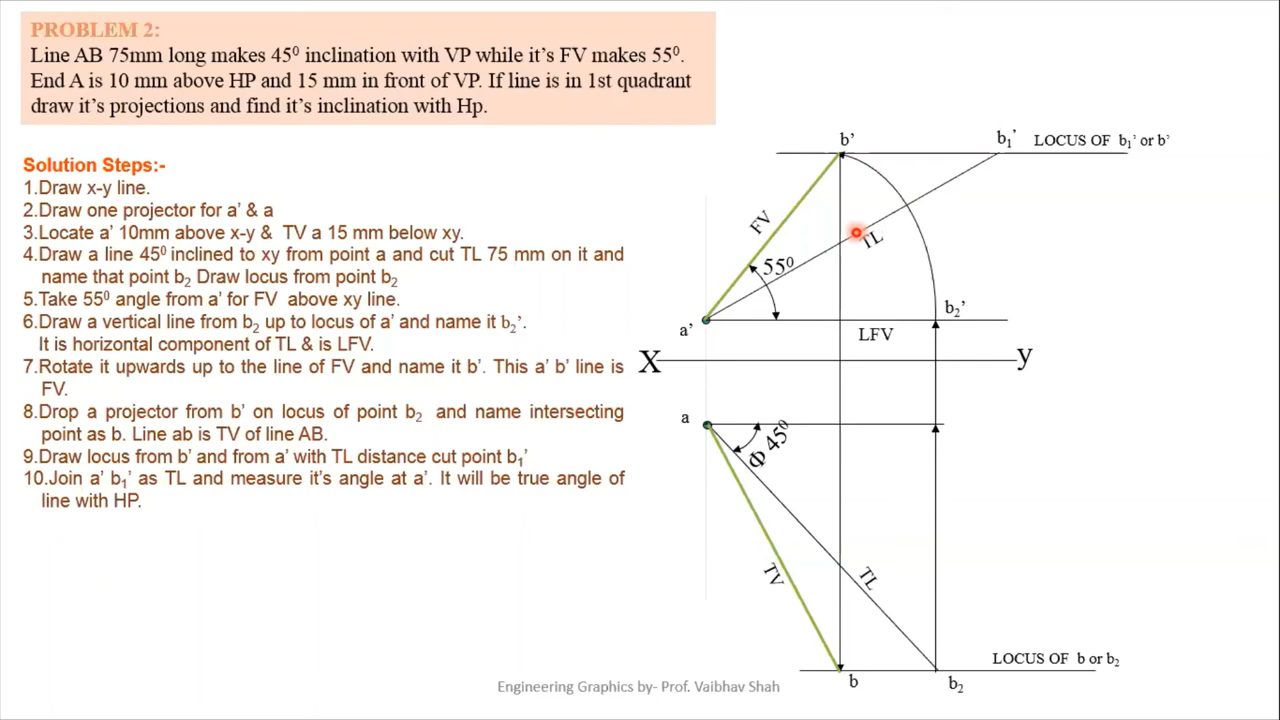 PROBLEM 2:
Line AB 75mm long makes 45⁰ inclination with VP while it's FV makes 55⁰.
End A is 10 mm above HP and 15 mm in front of VP. If line is in 1st quadrant
draw it's projections and find it's inclination with Hp.
Solution Steps:-
1.Draw x-y line.
2.Draw one projector for a' & a
3.Locate a' 10mm above x-y & TV a 15 mm below xy.
4.Draw a line 45⁰ inclined to xy from point a and cut TL 75 mm on it and
name that point b₂ Draw locus from point b₂
5.Take 55⁰ angle from a' for FV above xy line.
6.Draw a vertical line from b₂ up to locus of a' and name it b₂'.
It is horizontal component of TL & is LFV.
7.Rotate it upwards up to the line of FV and name it b'. This a' b' line is
FV.
8.Drop a projector from b' on locus of point b₂ and name intersecting
point as b. Line ab is TV of line AB.
9.Draw locus from b' and from a' with TL distance cut point b₁'
10.Join a' b₁' as TL and measure it's angle at a'. It will be true angle of
line with HP.
b'
b₁'
LOCUS OF b₁' or b'
FV
TL
55⁰
a'
b₂'
LFV
X
y
a
Φ 45⁰
TV
TL
LOCUS OF b or b₂
b
b₂
Engineering Graphics by- Prof. Vaibhav Shah